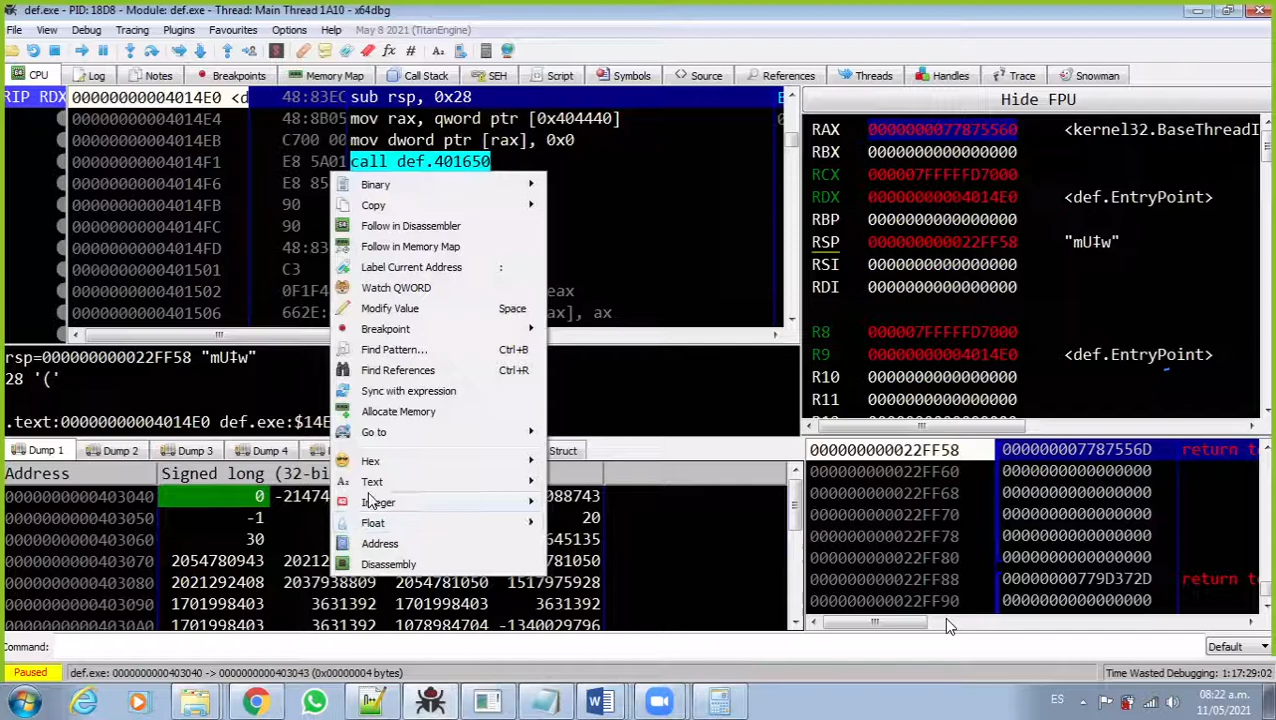 def.exe - PID: 18D8 - Module: def.exe - Thread: Main Thread 1A10 - x64dbg
File View Debug Tracing Plugins Favourites Options Help May 8 2021 (TitanEngine)
CPU Log Notes Breakpoints Memory Map Call Stack SEH Script Symbols Source References Threads Handles Trace Snowman
RIP RDX 00000000004014E0 <d 48:83EC sub rsp, 0x28
00000000004014E4 48:8B05 mov rax, qword ptr [0x404440]
00000000004014EA C700 00 mov dword ptr [rax], 0x0
00000000004014F1 E8 5A01 call def.401650
00000000004014F6 E8 85
00000000004014FB 90
00000000004014FC 90
00000000004014FD 48:83
0000000000401501 C3
0000000000401502 0F1F4 eax
0000000000401506 662E: ], ax
Hide FPU
RAX 0000000077875560 <kernel32.BaseThreadI
RBX 0000000000000000
RCX 000007FFFFFD7000
RDX 00000000004014E0 <def.EntryPoint>
RBP 0000000000000000
RSP 000000000022FF58 "mU‡w"
RSI 0000000000000000
RDI 0000000000000000
R8 000007FFFFFD7000
R9 00000000004014E0 <def.EntryPoint>
R10 0000000000000000
R11 0000000000000000
Binary
Copy
Follow in Disassembler
Follow in Memory Map
Label Current Address :
Watch QWORD
Modify Value Space
Breakpoint
Find Pattern... Ctrl+B
Find References Ctrl+R
Sync with expression
Allocate Memory
Go to
Hex
Text
Integer
Float
Address
Disassembly
rsp=000000000022FF58 "mU‡w"
28 '('
.text:00000000004014E0 def.exe:$14E
Dump 1 Dump 2 Dump 3 Dump 4 Struct
Address Signed long (32-bi
0000000000403040 0 -21474 088743
0000000000403050 -1 20
0000000000403060 30 645135
0000000000403070 2054780943 20212 781050
0000000000403080 2021292408 2037938809 2054781050 1517975928
0000000000403090 1701998403 3631392 1701998403 3631392
00000000004030A0 1701998403 3631392 1078984704 -1340029796
000000000022FF58 000000007787556D return to
000000000022FF60 0000000000000000
000000000022FF68 0000000000000000
000000000022FF70 0000000000000000
000000000022FF78 0000000000000000
000000000022FF80 0000000000000000
000000000022FF88 00000000779D372D return to
000000000022FF90 0000000000000000
Command: Default
Paused def.exe: 0000000000403040 -> 0000000000403043 (0x00000004 bytes) Time Wasted Debugging: 1:17:29:02
ES 08:22 a.m.
11/05/2021